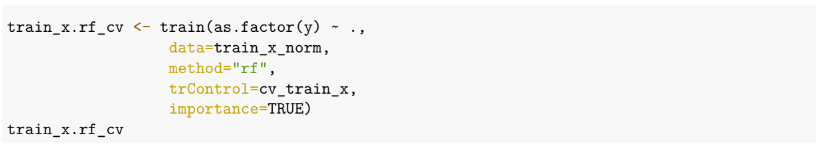 train_x.rf_cv <- train(as.factor(y) ~ .,
                 data=train_x_norm,
                 method="rf",
                 trControl=cv_train_x,
                 importance=TRUE)
train_x.rf_cv